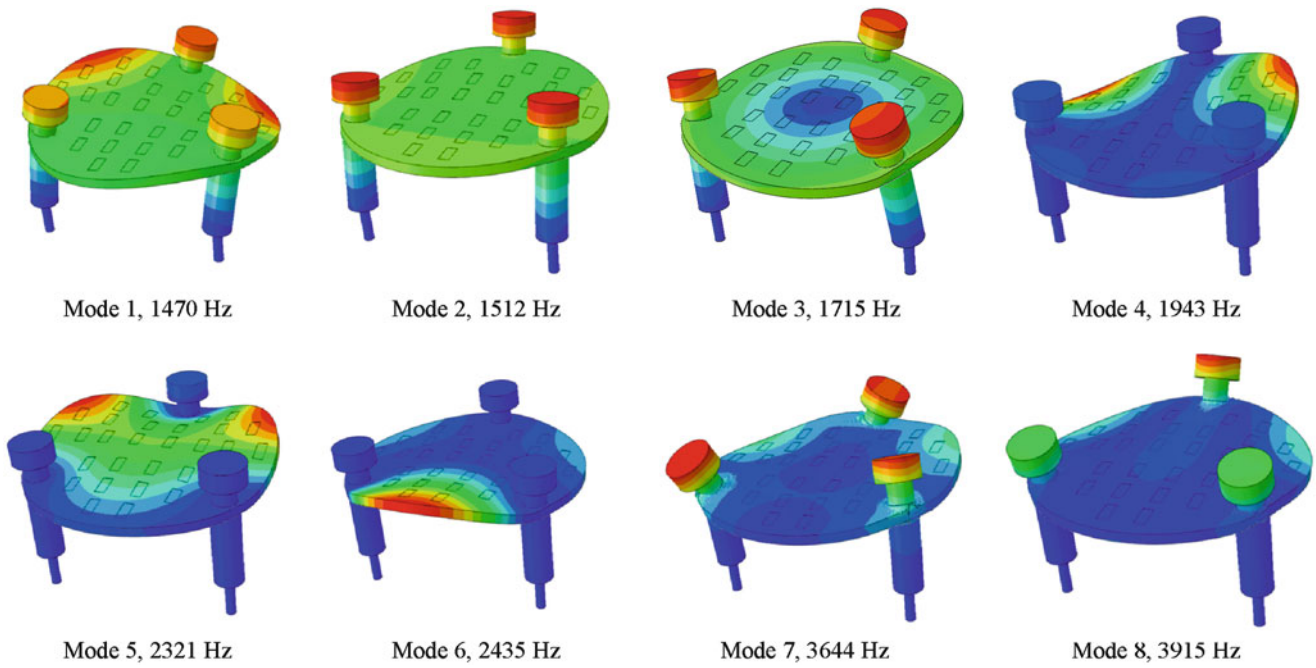 Mode 1, 1470 Hz
Mode 2, 1512 Hz
Mode 3, 1715 Hz
Mode 4, 1943 Hz
Mode 5, 2321 Hz
Mode 6, 2435 Hz
Mode 7, 3644 Hz
Mode 8, 3915 Hz